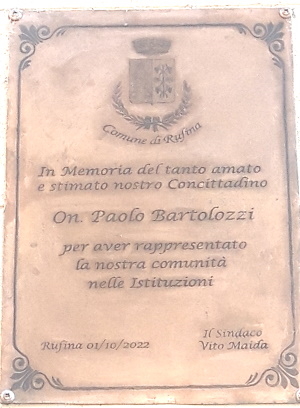 Comune di Rufina
In Memoria del tanto amato
e stimato nostro Concittadino
On. Paolo Bartolozzi
per aver rappresentato
la nostra comunità
nelle Istituzioni
Rufina 01/10/2022
Il Sindaco
Vito Maida